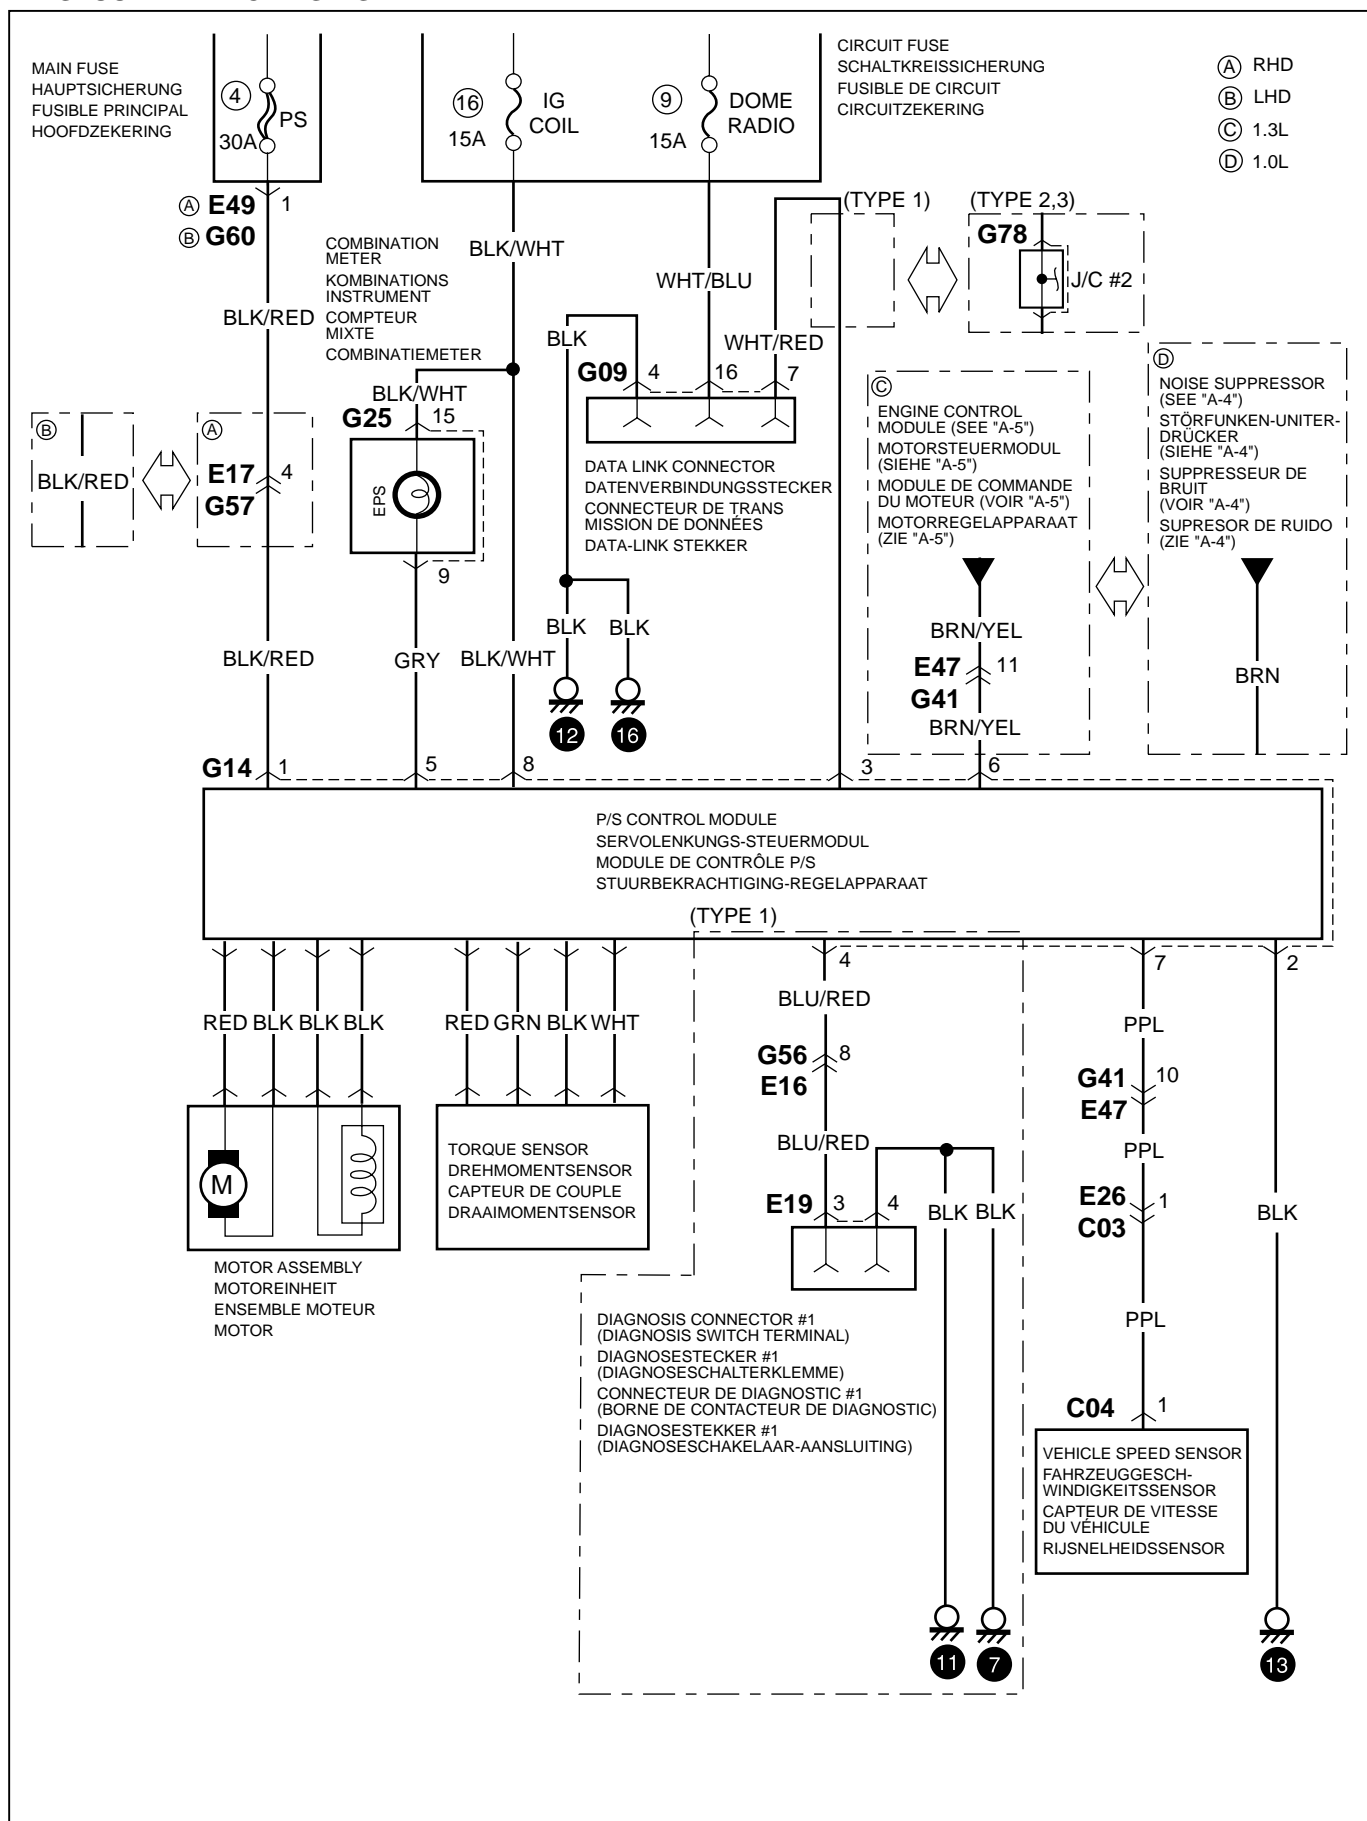 MAIN FUSE
HAUPTSICHERUNG
FUSIBLE PRINCIPAL
HOOFDZEKERING
4
PS
30A
16
IG
COIL
15A
9
DOME
RADIO
15A
CIRCUIT FUSE
SCHALTKREISSICHERUNG
FUSIBLE DE CIRCUIT
CIRCUITZEKERING
A RHD
B LHD
C 1.3L
D 1.0L
A E49 1
B G60
COMBINATION
METER
KOMBINATIONS
INSTRUMENT
COMPTEUR
MIXTE
COMBINATIEMETER
BLK/WHT
WHT/BLU
(TYPE 1)
(TYPE 2,3)
G78
J/C #2
BLK/RED
BLK
WHT/RED
G09 4 16 7
BLK/WHT
G25 15
EPS
9
B
BLK/RED
A
E17 4
G57
DATA LINK CONNECTOR
DATENVERBINDUNGSSTECKER
CONNECTEUR DE TRANS
MISSION DE DONNÉES
DATA-LINK STEKKER
C
ENGINE CONTROL
MODULE (SEE "A-5")
MOTORSTEUERMODUL
(SIEHE "A-5")
MODULE DE COMMANDE
DU MOTEUR (VOIR "A-5")
MOTORREGELAPPARAAT
(ZIE "A-5")
D
NOISE SUPPRESSOR
(SEE "A-4")
STÖRFUNKEN-UNITER-
DRÜCKER
(SIEHE "A-4")
SUPPRESSEUR DE
BRUIT
(VOIR "A-4")
SUPRESOR DE RUIDO
(ZIE "A-4")
BLK BLK
BRN/YEL
E47 11
G41
BRN/YEL
BRN
BLK/RED
GRY
BLK/WHT
12 16
G14 1 5 8 3 6
P/S CONTROL MODULE
SERVOLENKUNGS-STEUERMODUL
MODULE DE CONTRÔLE P/S
STUURBEKRACHTIGING-REGELAPPARAAT
(TYPE 1)
4 7 2
BLU/RED
RED BLK BLK BLK
RED GRN BLK WHT
PPL
G56 8
E16
G41 10
E47
BLU/RED
PPL
M
TORQUE SENSOR
DREHMOMENTSENSOR
CAPTEUR DE COUPLE
DRAAIMOMENTSENSOR
E19 3 4
BLK BLK
E26 1
C03
BLK
MOTOR ASSEMBLY
MOTOREINHEIT
ENSEMBLE MOTEUR
MOTOR
DIAGNOSIS CONNECTOR #1
(DIAGNOSIS SWITCH TERMINAL)
DIAGNOSESTECKER #1
(DIAGNOSESCHALTERKLEMME)
CONNECTEUR DE DIAGNOSTIC #1
(BORNE DE CONTACTEUR DE DIAGNOSTIC)
DIAGNOSESTEKKER #1
(DIAGNOSESCHAKELAAR-AANSLUITING)
PPL
C04 1
VEHICLE SPEED SENSOR
FAHRZEUGGESCH-
WINDIGKEITSSENSOR
CAPTEUR DE VITESSE
DU VÉHICULE
RIJSNELHEIDSSENSOR
11 7 13